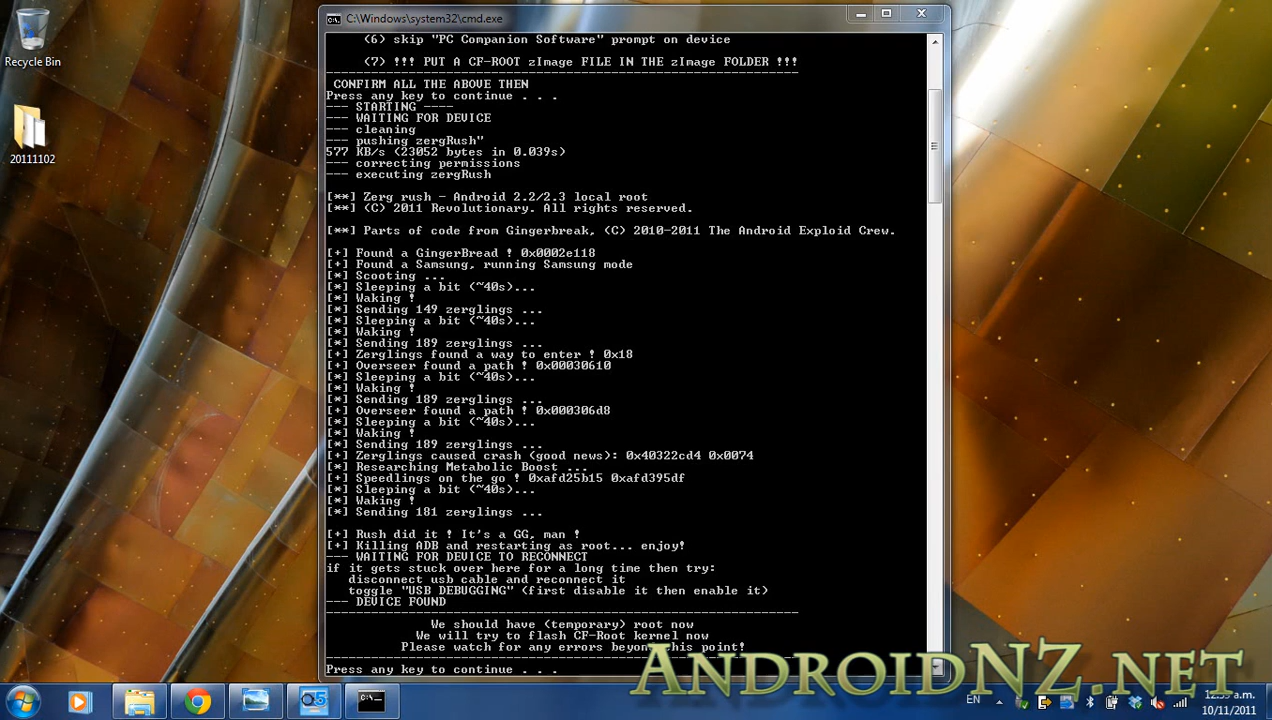 C:\Windows\system32\cmd.exe
Recycle Bin
20111102
(6) skip "PC Companion Software" prompt on device
(7) !!! PUT A CF-ROOT zImage FILE IN THE zImage FOLDER !!!
---------------------------------------------------------------
CONFIRM ALL THE ABOVE THEN
Press any key to continue . . .
--- STARTING ----
--- WAITING FOR DEVICE
--- cleaning
--- pushing zergRush"
577 KB/s (23052 bytes in 0.039s)
--- correcting permissions
--- executing zergRush
[**] Zerg rush - Android 2.2/2.3 local root
[**] (C) 2011 Revolutionary. All rights reserved.
[**] Parts of code from Gingerbreak, (C) 2010-2011 The Android Exploid Crew.
[+] Found a GingerBread ! 0x0002e118
[+] Found a Samsung, running Samsung mode
[*] Scooting ...
[*] Sleeping a bit (~40s)...
[*] Waking !
[*] Sending 149 zerglings ...
[*] Sleeping a bit (~40s)...
[*] Waking !
[*] Sending 189 zerglings ...
[+] Zerglings found a way to enter ! 0x18
[+] Overseer found a path ! 0x00030610
[*] Sleeping a bit (~40s)...
[*] Waking !
[*] Sending 189 zerglings ...
[+] Overseer found a path ! 0x000306d8
[*] Sleeping a bit (~40s)...
[*] Waking !
[*] Sending 189 zerglings ...
[+] Zerglings caused crash (good news): 0x40322cd4 0x0074
[*] Researching Metabolic Boost ...
[+] Speedlings on the go ! 0xafd25b15 0xafd395df
[*] Sleeping a bit (~40s)...
[*] Waking !
[*] Sending 181 zerglings ...
[+] Rush did it ! It's a GG, man !
[+] Killing ADB and restarting as root... enjoy!
--- WAITING FOR DEVICE TO RECONNECT
if it gets stuck over here for a long time then try:
disconnect usb cable and reconnect it
toggle "USB DEBUGGING" (first disable it then enable it)
--- DEVICE FOUND
---------------------------------------------------------------
We should have (temporary) root now
We will try to flash CF-Root kernel now
Please watch for any errors beyond this point!
---------------------------------------------------------------
Press any key to continue . . .
ANDROIDNZ.NET
EN
a.m.
10/11/2011